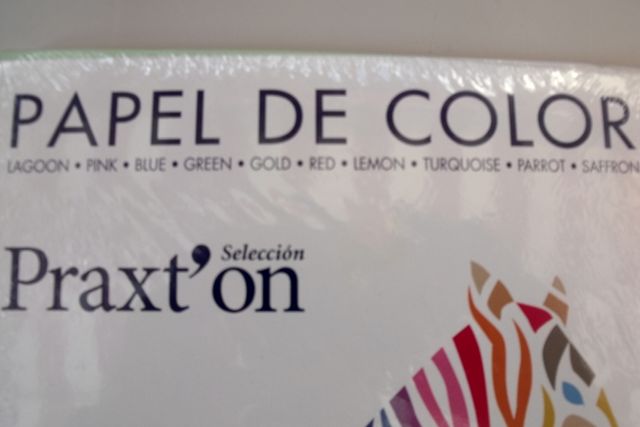 PAPEL DE COLOR
LAGOON • PINK • BLUE • GREEN • GOLD • RED • LEMON • TURQUOISE • PARROT • SAFFRON
Selección
Praxt'on